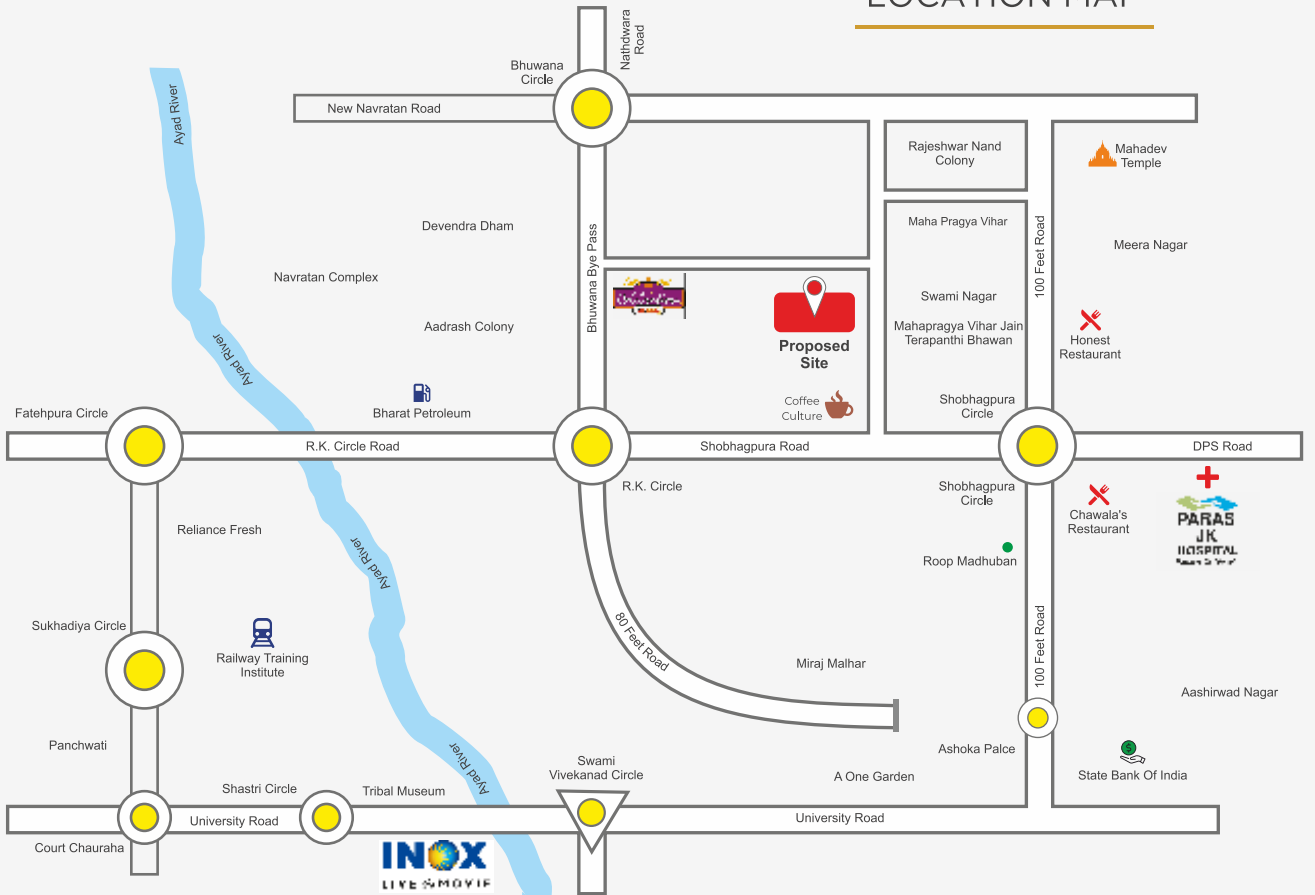 LOCATION MAP
Nathdwara
Road
Bhuwana
Circle
New Navratan Road
Ayad River
Rajeshwar Nand
Colony
Mahadev
Temple
Devendra Dham
Maha Pragya Vihar
100 Feet Road
Meera Nagar
Navratan Complex
Bhuwana Bye Pass
Swami Nagar
Aadrash Colony
Mahapragya Vihar Jain
Terapanthi Bhawan
Proposed
Site
Honest
Restaurant
Ayad River
Coffee
Culture
Shobhagpura
Circle
Fatehpura Circle
Bharat Petroleum
R.K. Circle Road
Shobhagpura Road
DPS Road
R.K. Circle
Shobhagpura
Circle
Chawala's
Restaurant
PARAS
JK
HOSPITAL
Reliance Fresh
Ayad River
Roop Madhuban
Sukhadiya Circle
Railway Training
Institute
80 Feet Road
100 Feet Road
Miraj Malhar
Aashirwad Nagar
Panchwati
Ayad River
Ashoka Palce
Swami
Vivekanad Circle
A One Garden
State Bank Of India
Shastri Circle
Tribal Museum
University Road
University Road
Court Chauraha
INOX
LIVE the MOVIE